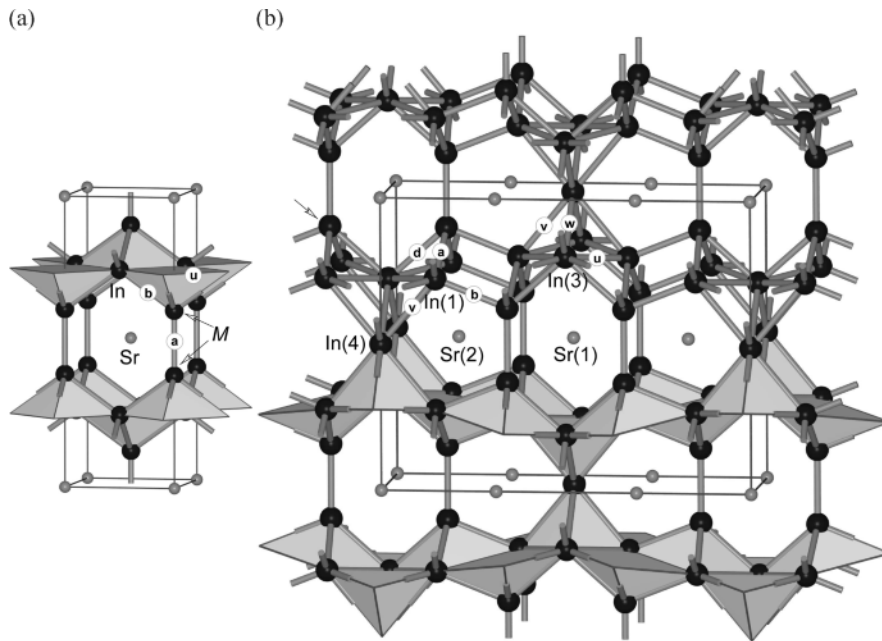 (a)
(b)
v
w
u
d
a
In(3)
u
In
b
In(1)
b
v
M
a
In(4)
Sr
Sr(2)
Sr(1)